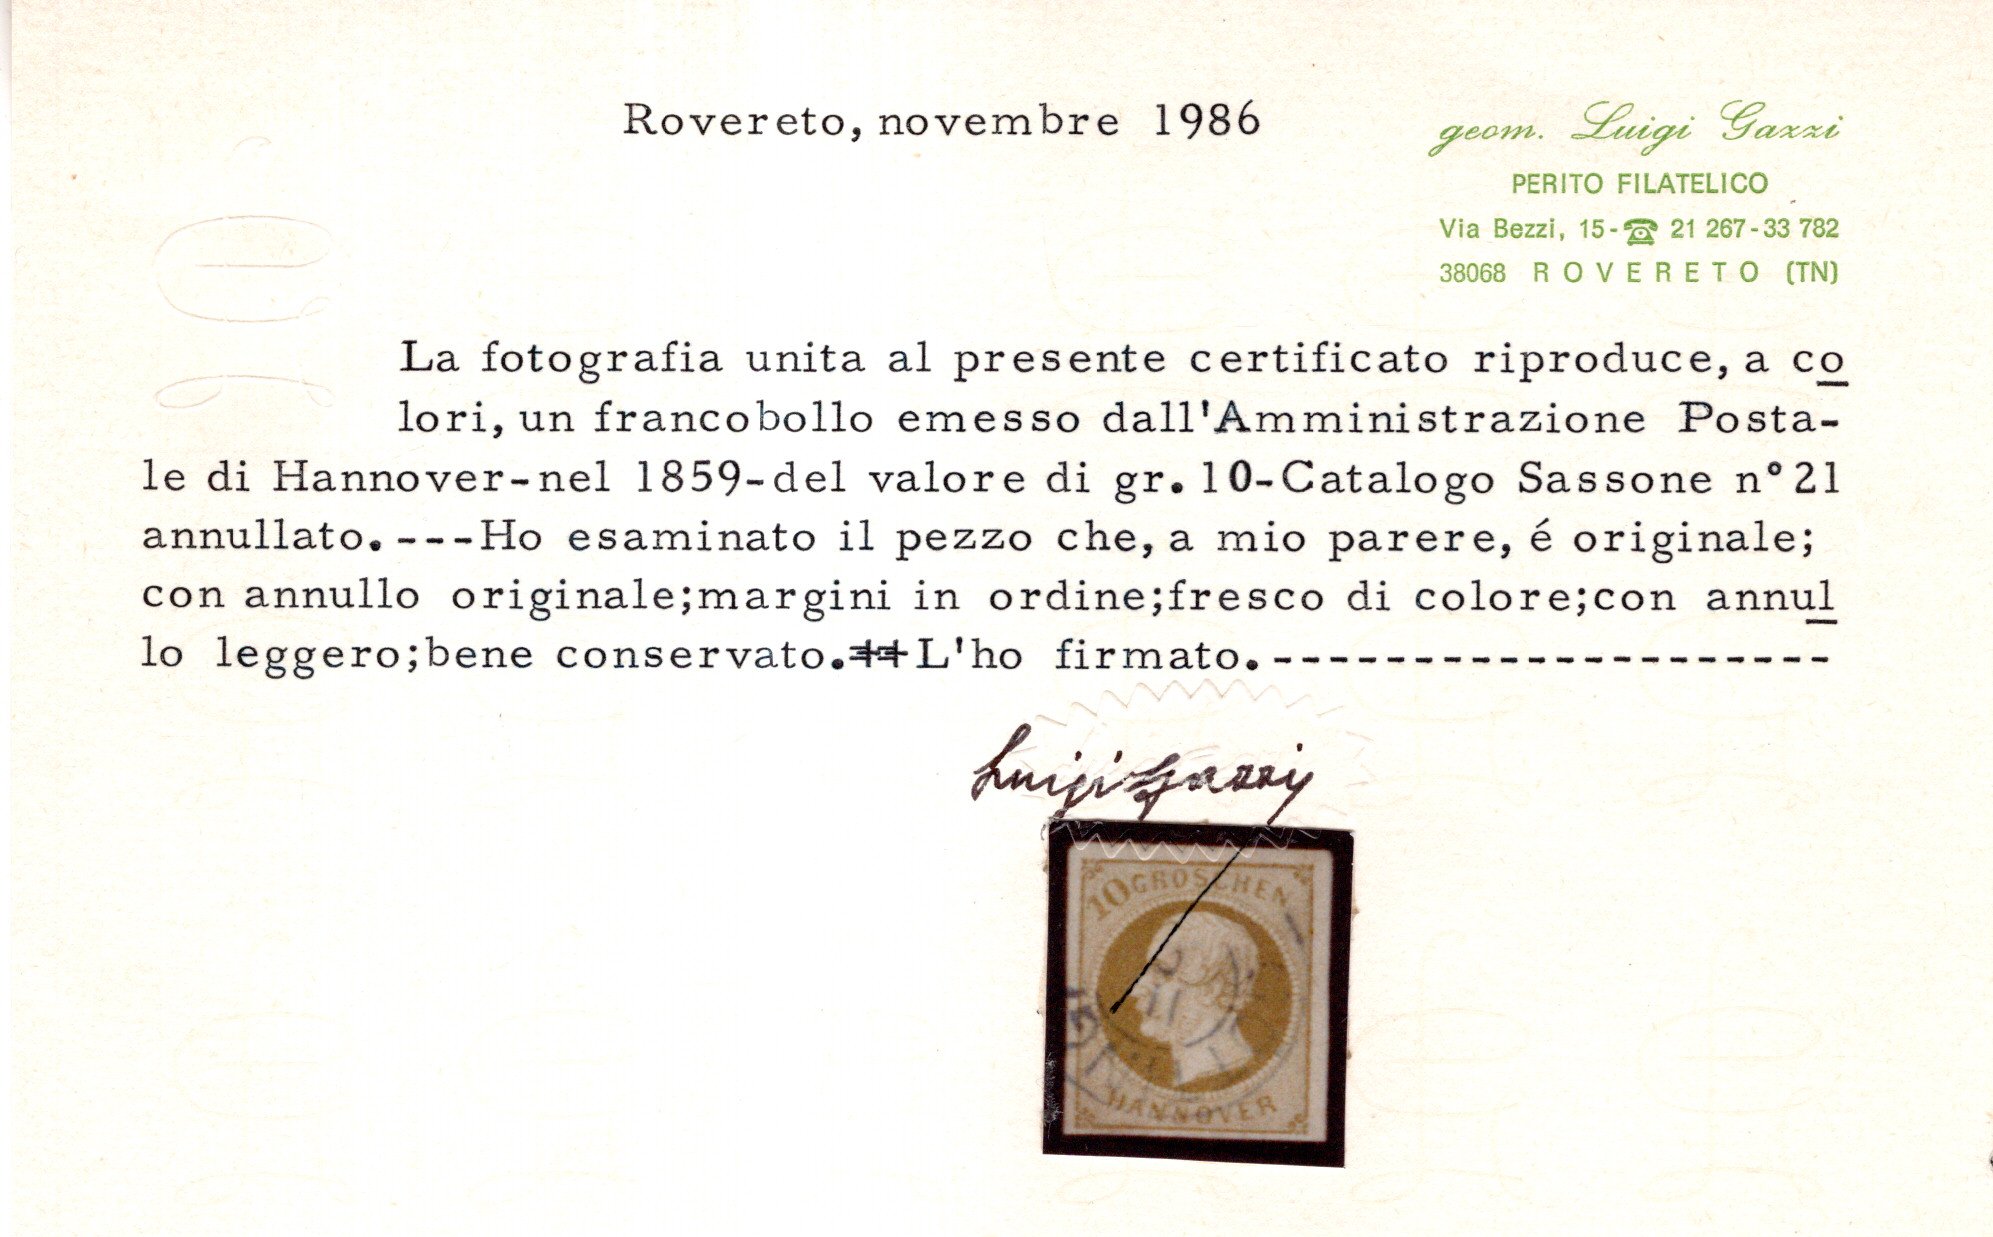 Rovereto, novembre 1986
geom. Luigi Gazzi
PERITO FILATELICO
Via Bezzi, 15-☎ 21 267-33 782
38068 ROVERETO (TN)
La fotografia unita al presente certificato riproduce, a co
lori, un francobollo emesso dall'Amministrazione Posta-
le di Hannover-nel 1859-del valore di gr.10-Catalogo Sassone n°21
annullato.---Ho esaminato il pezzo che, a mio parere, é originale;
con annullo originale;margini in ordine;fresco di colore;con annul
lo leggero;bene conservato.‡‡L'ho firmato.--------------------
Luigi Gazzi
10 GROSCHEN
HANNOVER